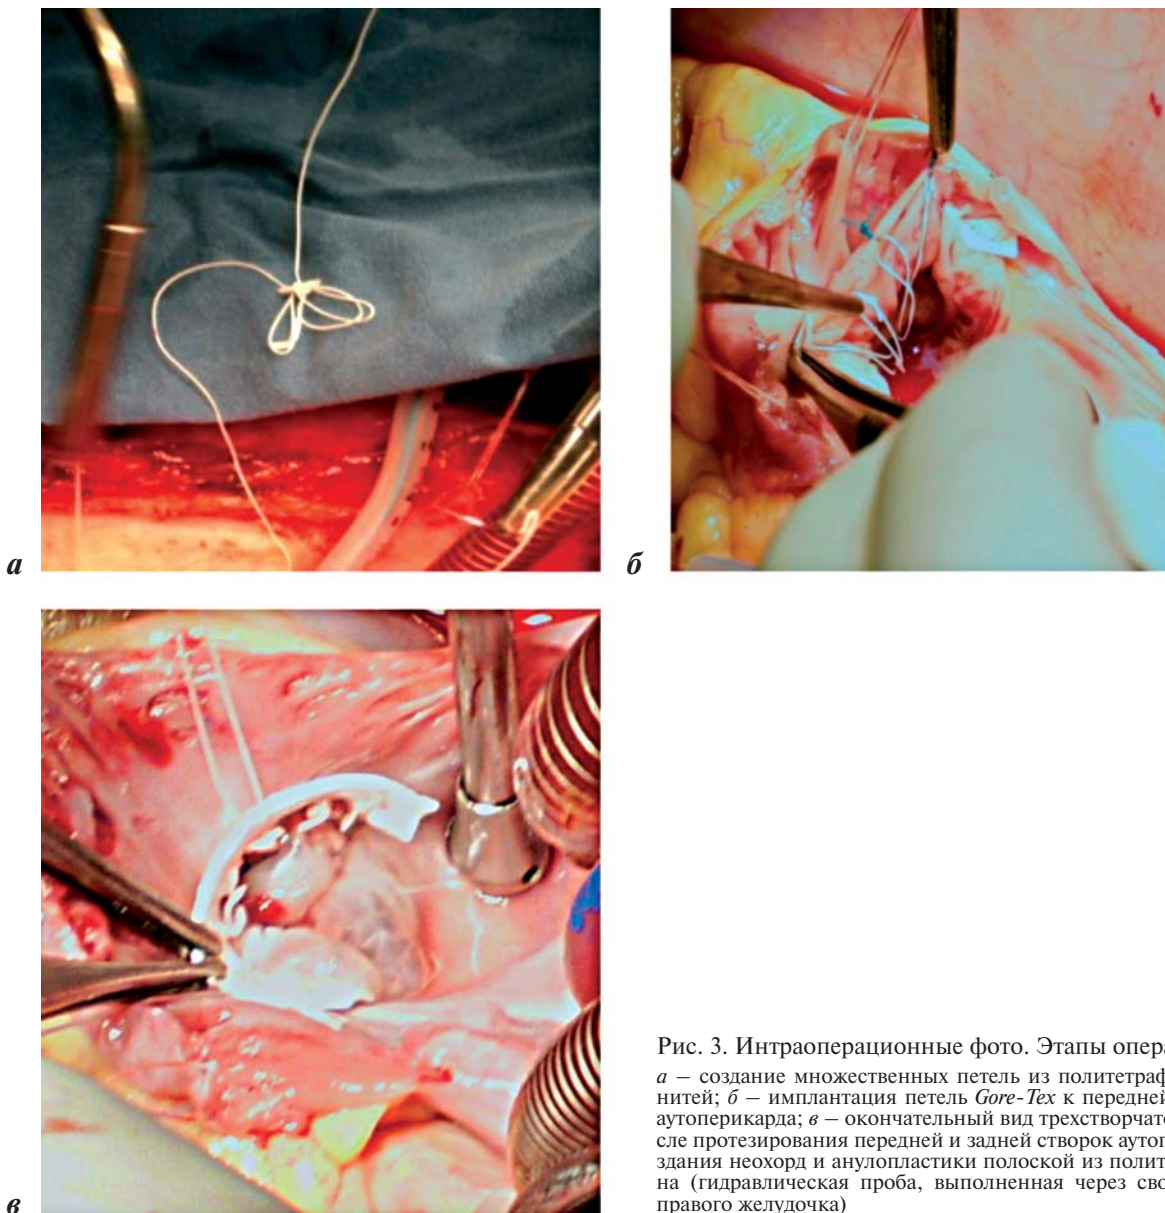 а
б
в
Рис. 3. Интраоперационные фото. Этапы опера
а – создание множественных петель из политетраф
нитей; б – имплантация петель Gore-Tex к передней
аутоперикарда; в – окончательный вид трехстворчато
сле протезирования передней и задней створок аутоп
здания неохорд и анулопластики полоской из полит
на (гидравлическая проба, выполненная через сво
правого желудочка)